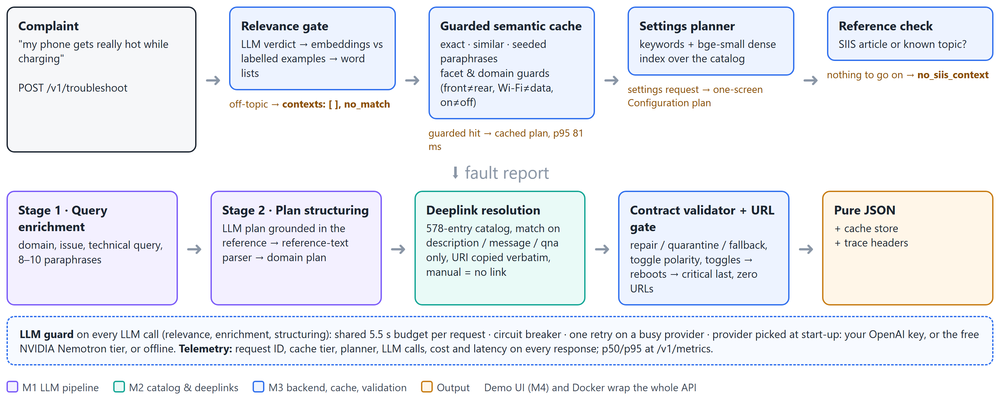 Complaint
"my phone gets really hot while
charging"
POST /v1/troubleshoot
→
Relevance gate
LLM verdict → embeddings vs
labelled examples → word
lists
off-topic → contexts: [ ], no_match
→
Guarded semantic cache
exact · similar · seeded
paraphrases
facet & domain guards
(front≠rear, Wi-Fi≠data,
on≠off)
guarded hit → cached plan, p95 81
ms
→
Settings planner
keywords + bge-small dense
index over the catalog
settings request → one-screen
Configuration plan
→
Reference check
SIIS article or known topic?
nothing to go on → no_siis_context
⬇ fault report
Stage 1 · Query
enrichment
domain, issue, technical query,
8–10 paraphrases
→
Stage 2 · Plan structuring
LLM plan grounded in the
reference → reference-text
parser → domain plan
→
Deeplink resolution
578-entry catalog, match on
description / message / qna
only, URI copied verbatim,
manual = no link
→
Contract validator + URL
gate
repair / quarantine / fallback,
toggle polarity, toggles →
reboots → critical last, zero
URLs
→
Pure JSON
+ cache store
+ trace headers
LLM guard on every LLM call (relevance, enrichment, structuring): shared 5.5 s budget per request · circuit breaker · one retry on a busy provider · provider picked at start-up: your OpenAI key, or the free
NVIDIA Nemotron tier, or offline. Telemetry: request ID, cache tier, planner, LLM calls, cost and latency on every response; p50/p95 at /v1/metrics.
M1 LLM pipeline M2 catalog & deeplinks M3 backend, cache, validation Output Demo UI (M4) and Docker wrap the whole API